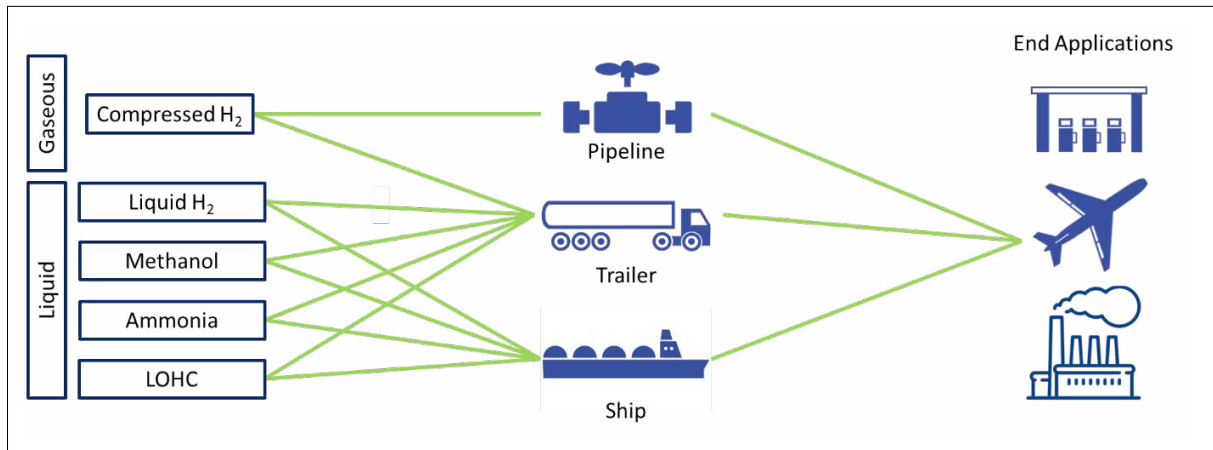 End Applications
Gaseous
Compressed H₂
Pipeline
Liquid
Liquid H₂
Methanol
Trailer
Ammonia
LOHC
Ship